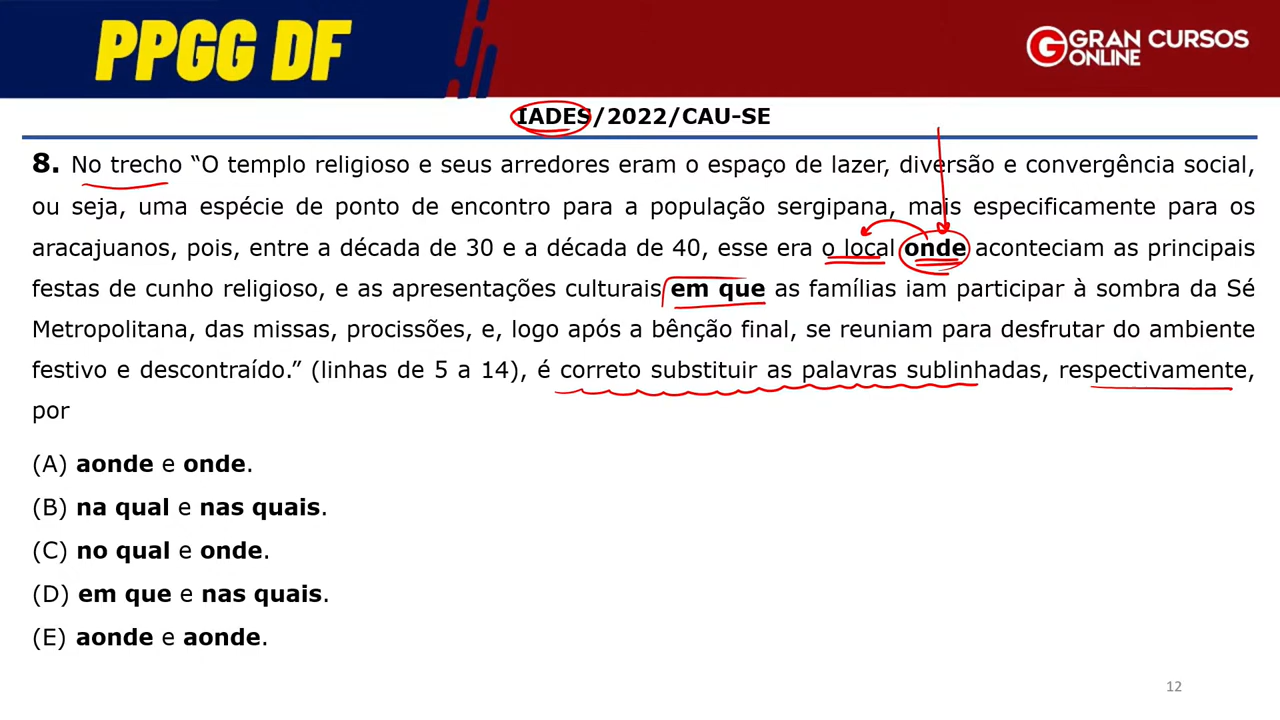 PPGG DF
GRAN CURSOS
ONLINE
IADES/2022/CAU-SE
8. No trecho “O templo religioso e seus arredores eram o espaço de lazer, diversão e convergência social,
ou seja, uma espécie de ponto de encontro para a população sergipana, mais especificamente para os
aracajuanos, pois, entre a década de 30 e a década de 40, esse era o local onde aconteciam as principais
festas de cunho religioso, e as apresentações culturais em que as famílias iam participar à sombra da Sé
Metropolitana, das missas, procissões, e, logo após a bênção final, se reuniam para desfrutar do ambiente
festivo e descontraído.” (linhas de 5 a 14), é correto substituir as palavras sublinhadas, respectivamente,
por
(A) aonde e onde.
(B) na qual e nas quais.
(C) no qual e onde.
(D) em que e nas quais.
(E) aonde e aonde.
12